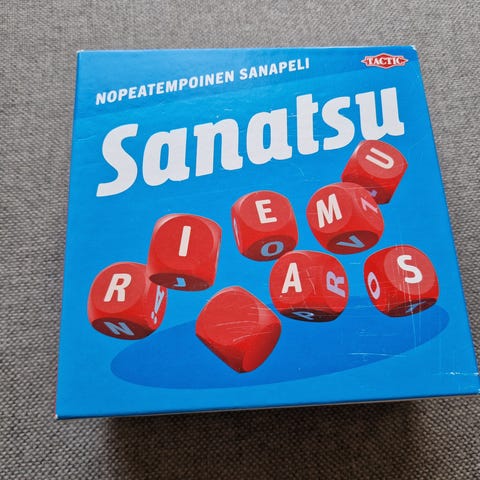 TACTIC
NOPEATEMPOINEN SANAPELI
Sanatsu
R I E M U
N J O V Z
A S
P R O